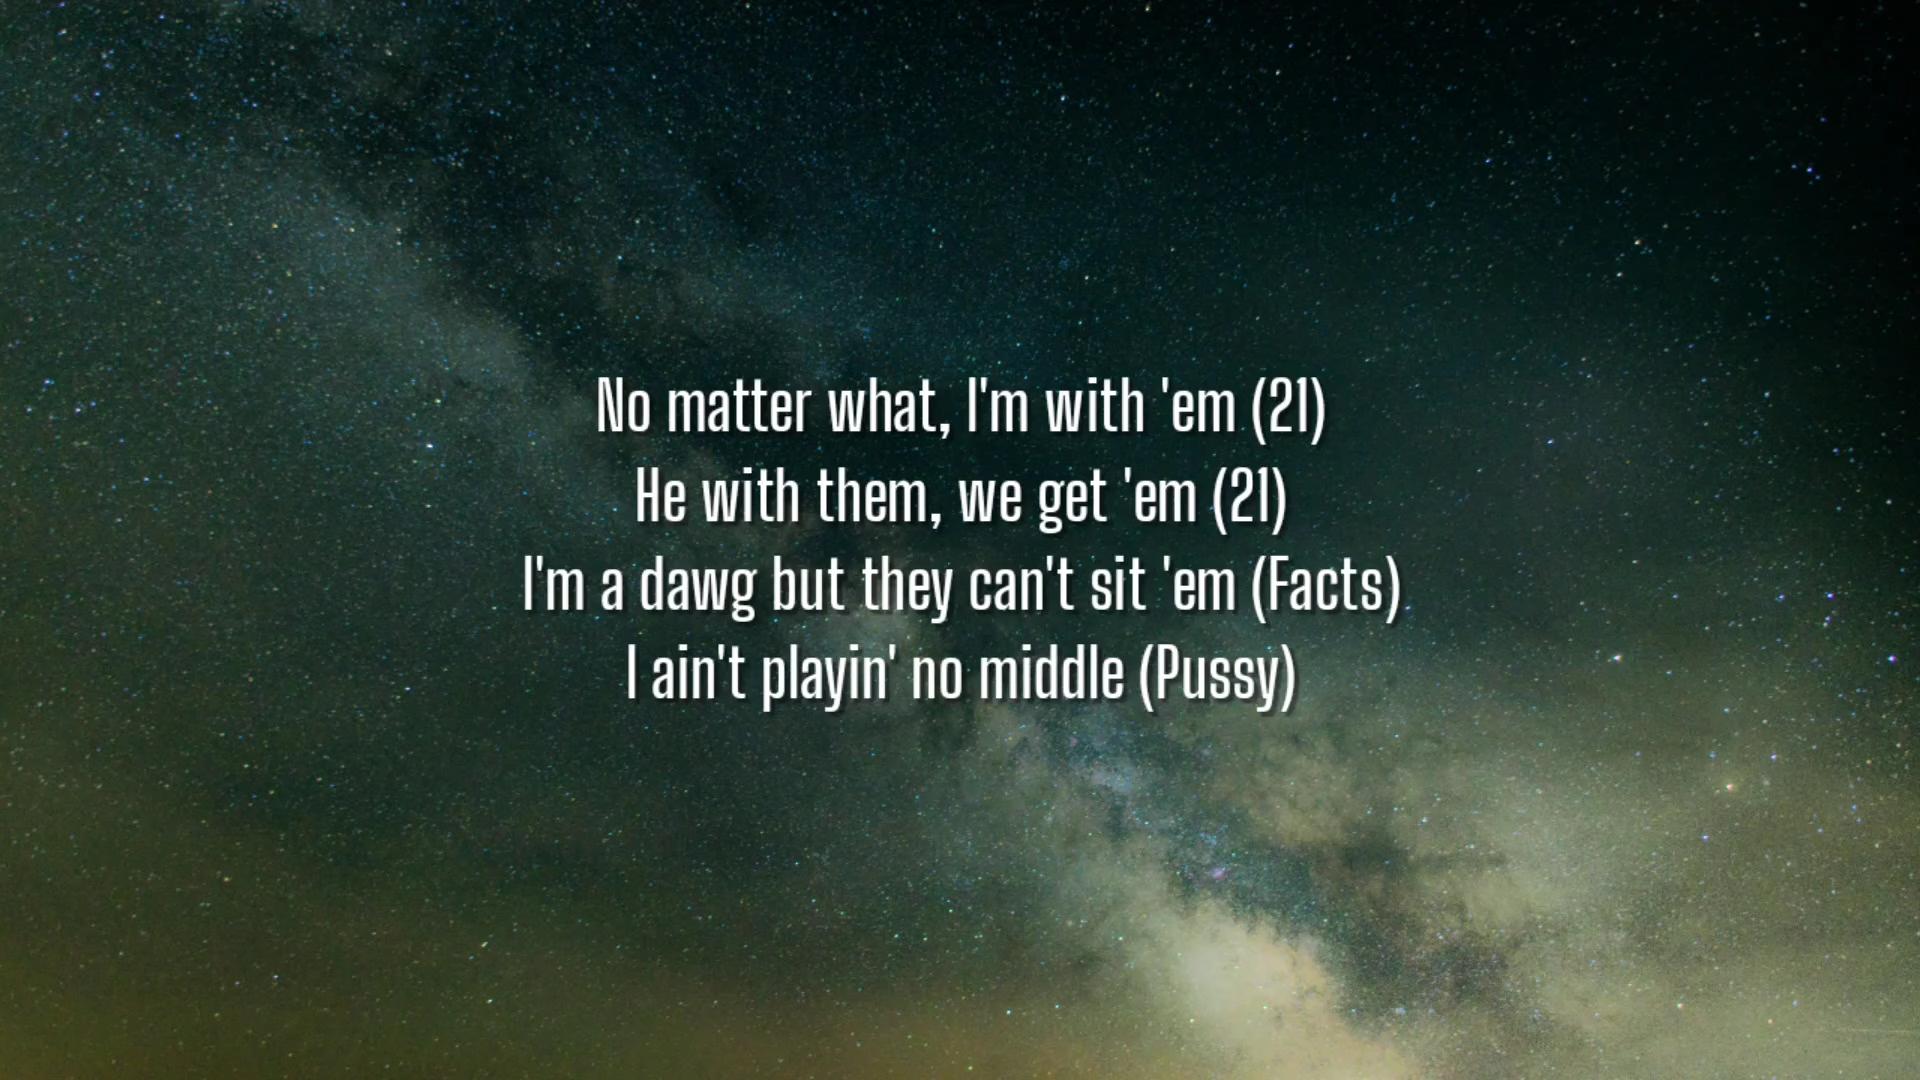 No matter what, I'm with 'em (21)
He with them, we get 'em (21)
I'm a dawg but they can't sit 'em (Facts)
I ain't playin' no middle (Pussy)